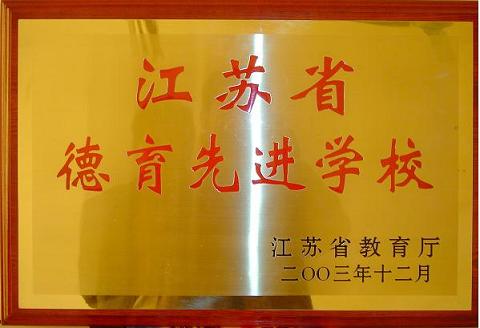 江苏省
德育先进学校
江苏省教育厅
二〇〇三年十二月